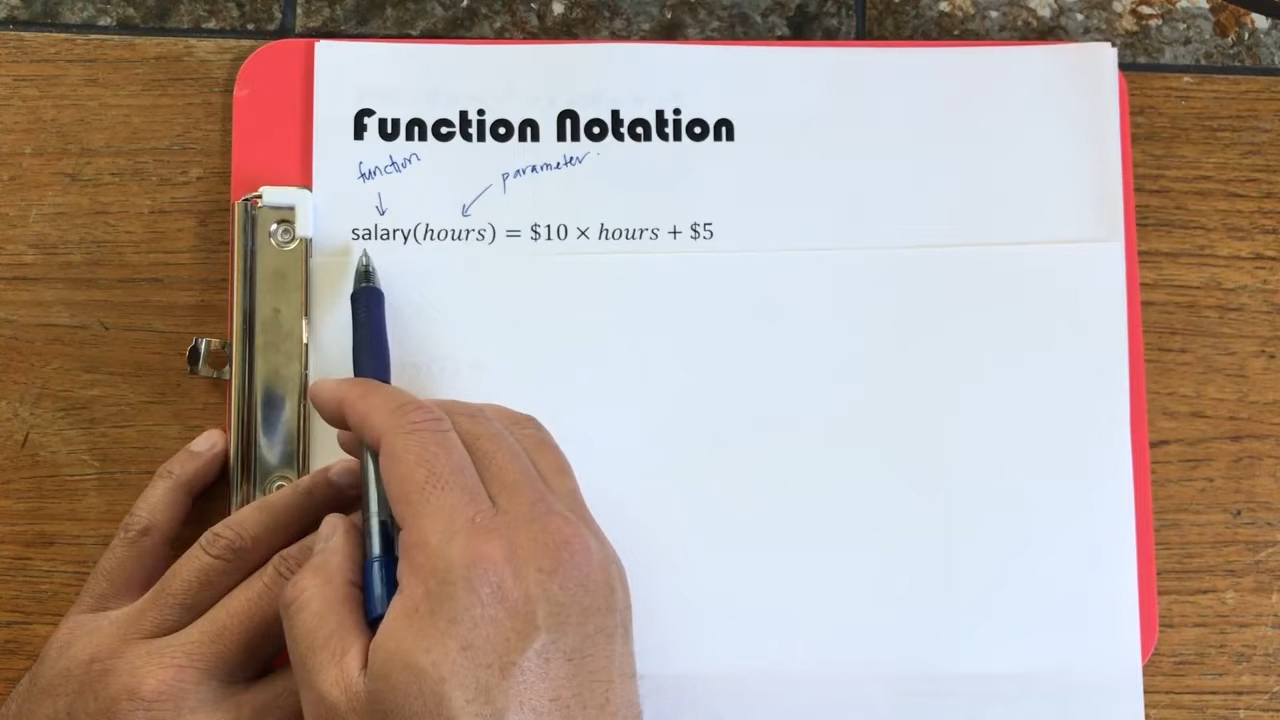 Function Notation
function parameter.
salary(hours) = $10 × hours + $5